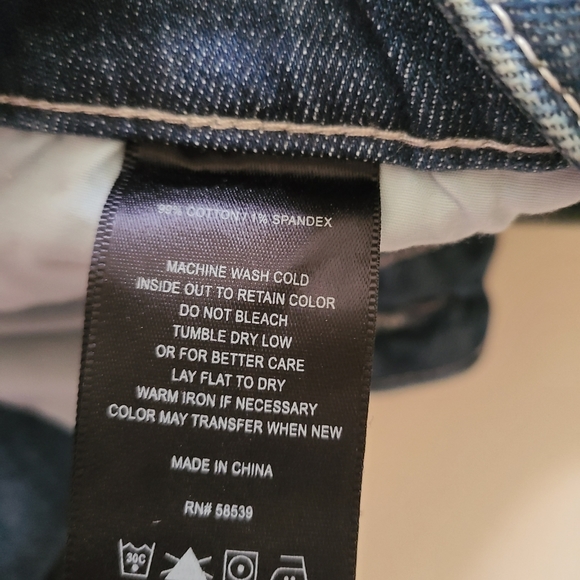 99% COTTON / 1% SPANDEX
MACHINE WASH COLD
INSIDE OUT TO RETAIN COLOR
DO NOT BLEACH
TUMBLE DRY LOW
OR FOR BETTER CARE
LAY FLAT TO DRY
WARM IRON IF NECESSARY
COLOR MAY TRANSFER WHEN NEW
MADE IN CHINA
RN# 58539
30C